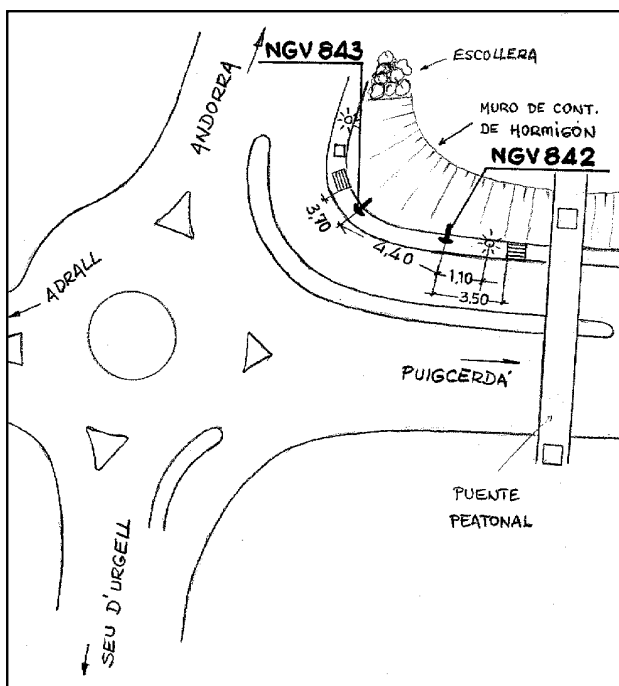 NGV 843
ESCOLLERA
MURO DE CONT.
DE HORMIGÓN
NGV 842
ANDORRA
3,70
4,40
1,10
3,50
ADRALL
PUIGCERDÁ
PUENTE
PEATONAL
SEU D'URGELL